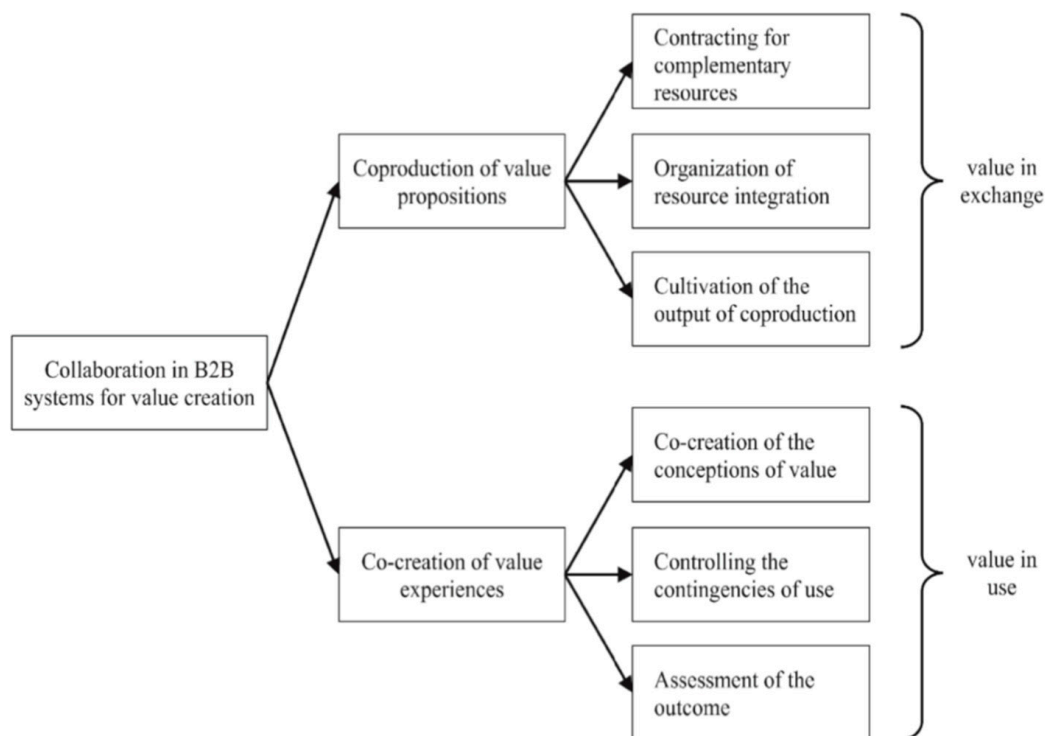 Contracting for
complementary
resources
Coproduction of value
propositions
Organization of
resource integration
value in
exchange
Cultivation of the
output of coproduction
Collaboration in B2B
systems for value creation
Co-creation of the
conceptions of value
Co-creation of value
experiences
Controlling the
contingencies of use
value in
use
Assessment of the
outcome